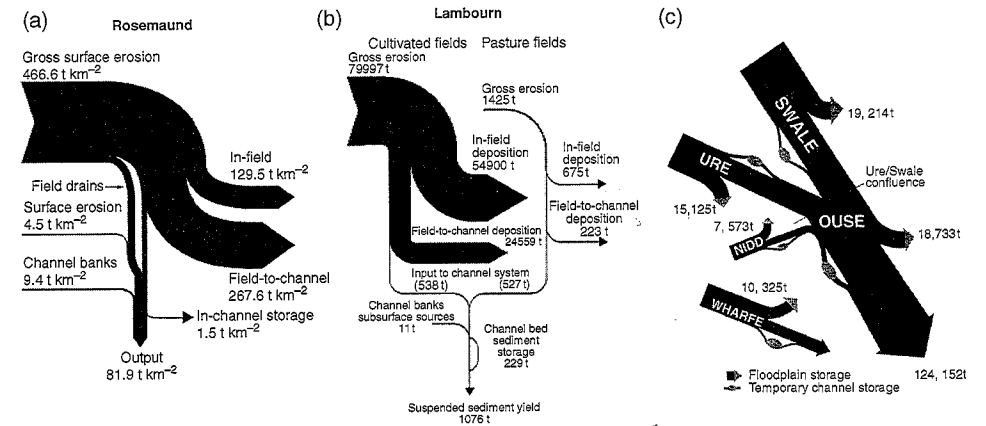 (a)
Rosemaund
Gross surface erosion
466.6 t km–2
In-field
129.5 t km–2
Field drains
Surface erosion
4.5 t km–2
Channel banks
9.4 t km–2
Field-to-channel
267.6 t km–2
In-channel storage
1.5 t km–2
Output
81.9 t km–2
(b)
Lambourn
Cultivated fields
Pasture fields
Gross erosion
79997 t
Gross erosion
1425 t
In-field
deposition
54900 t
In-field
deposition
675 t
Field-to-channel deposition
24559 t
Field-to-channel
deposition
223 t
Input to channel system
(538 t)
(527 t)
Channel banks
subsurface sources
11 t
Channel bed
sediment
storage
229 t
Suspended sediment yield
1076 t
(c)
SWALE
19, 214t
URE
Ure/Swale
confluence
15, 125t
7, 573t
OUSE
NIDD
18,733t
10, 325t
WHARFE
124, 152t
Floodplain storage
Temporary channel storage